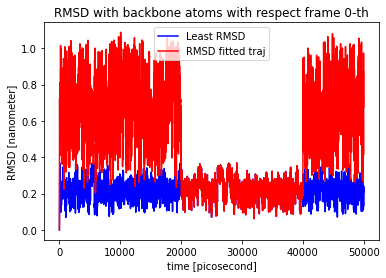 RMSD with backbone atoms with respect frame 0-th
Least RMSD
RMSD fitted traj
RMSD [nanometer]
1.0
0.8
0.6
0.4
0.2
0.0
0 10000 20000 30000 40000 50000
time [picosecond]